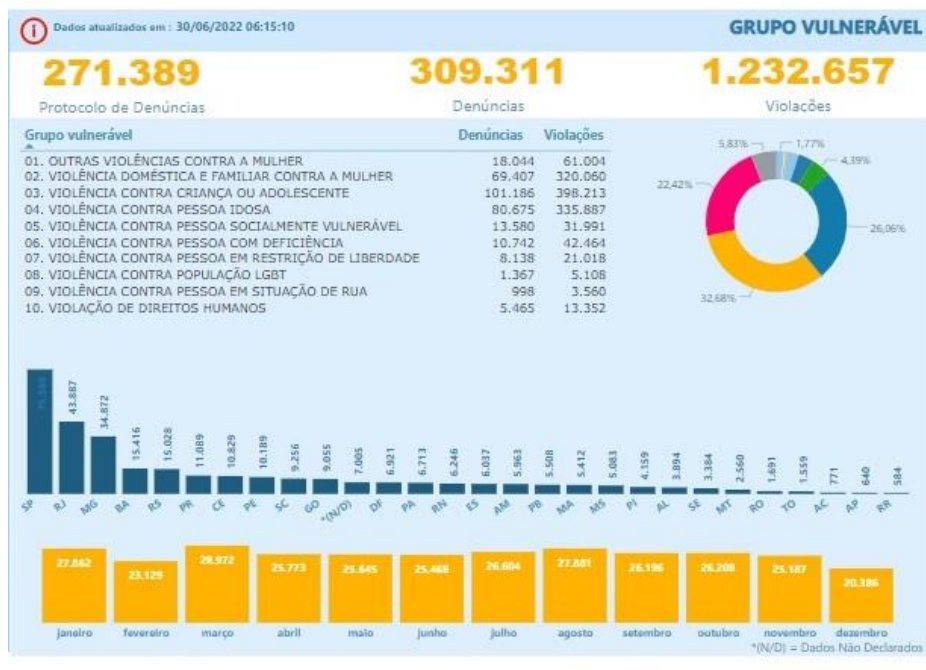 Dados atualizados em : 30/06/2022 06:15:10
GRUPO VULNERÁVEL
271.389 309.311 1.232.657
Protocolo de Denúncias Denúncias Violações
Grupo vulnerável Denúncias Violações
01. OUTRAS VIOLÊNCIAS CONTRA A MULHER 18.044 61.004
02. VIOLÊNCIA DOMÉSTICA E FAMILIAR CONTRA A MULHER 69.407 320.060
03. VIOLÊNCIA CONTRA CRIANÇA OU ADOLESCENTE 101.186 398.213
04. VIOLÊNCIA CONTRA PESSOA IDOSA 80.675 335.887
05. VIOLÊNCIA CONTRA PESSOA SOCIALMENTE VULNERÁVEL 13.580 31.991
06. VIOLÊNCIA CONTRA PESSOA COM DEFICIÊNCIA 10.742 42.464
07. VIOLÊNCIA CONTRA PESSOA EM RESTRIÇÃO DE LIBERDADE 8.138 21.018
08. VIOLÊNCIA CONTRA POPULAÇÃO LGBT 1.367 5.108
09. VIOLÊNCIA CONTRA PESSOA EM SITUAÇÃO DE RUA 998 3.560
10. VIOLAÇÃO DE DIREITOS HUMANOS 5.465 13.352
5,83% 1,77%
4,39%
22,42%
26,06%
32,68%
43.887 34.872 15.416 15.028 11.089 10.829 10.189 9.256 9.055 7.005 6.921 6.713 6.246 6.037 5.963 5.508 5.412 5.083 4.159 3.894 3.384 2.560 1.691 1.559 771 640 584
SP RJ MG BA RS PR CE PE SC GO *(N/D) DF PA RN ES AM PB MA MS PI AL SE MT RO TO AC AP RR
27.862 23.129 28.972 25.773 25.645 25.468 26.604 27.881 26.196 26.208 25.187 20.386
janeiro fevereiro março abril maio junho julho agosto setembro outubro novembro dezembro
*(N/D) = Dados Não Declarados